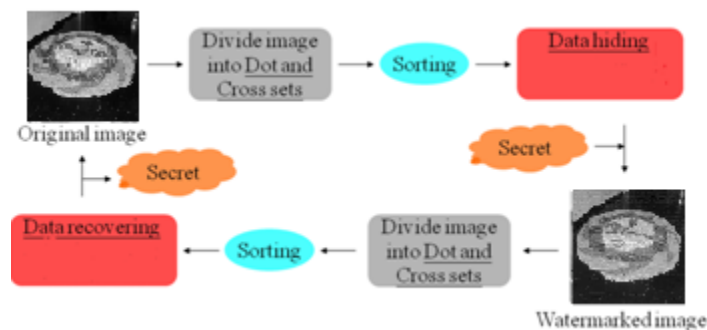 Divide image
into Dot and
Cross sets
Sorting
Data hiding
Original image
Secret
Secret
Data recovering
Sorting
Divide image
into Dot and
Cross sets
Watermarked image